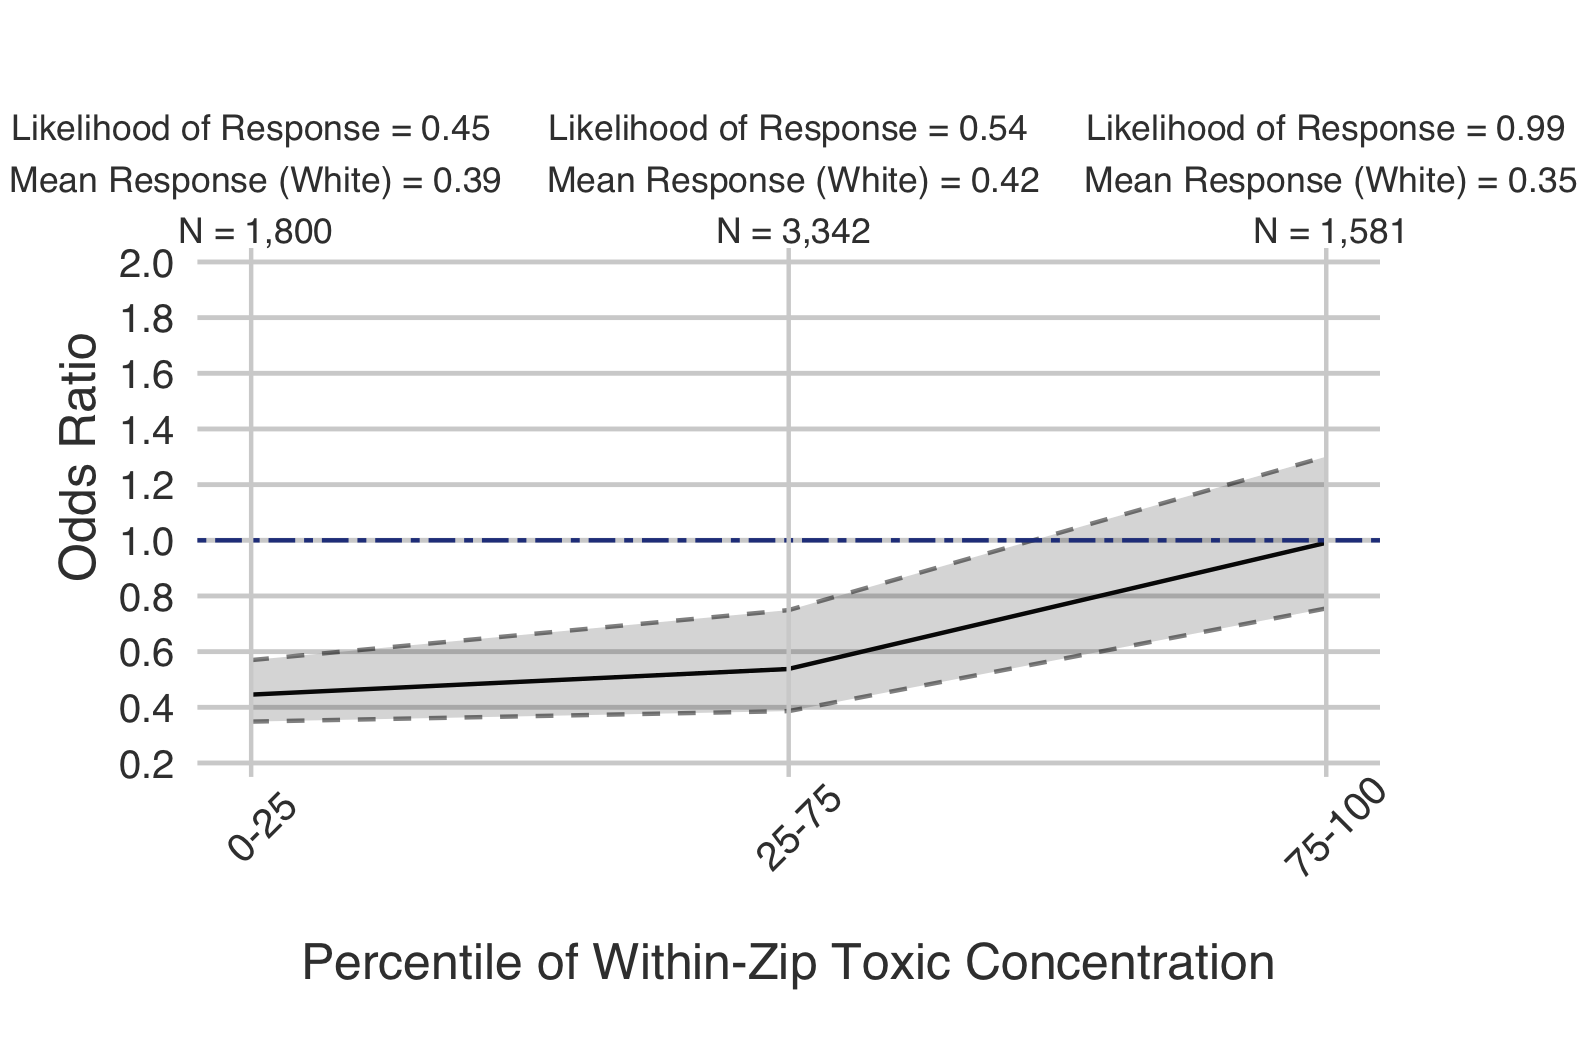 Likelihood of Response = 0.45
Likelihood of Response = 0.54
Likelihood of Response = 0.99
Mean Response (White) = 0.39
Mean Response (White) = 0.42
Mean Response (White) = 0.35
N = 1,800
N = 3,342
N = 1,581
Odds Ratio
2.0
1.8
1.6
1.4
1.2
1.0
0.8
0.6
0.4
0.2
0-25
25-75
75-100
Percentile of Within-Zip Toxic Concentration